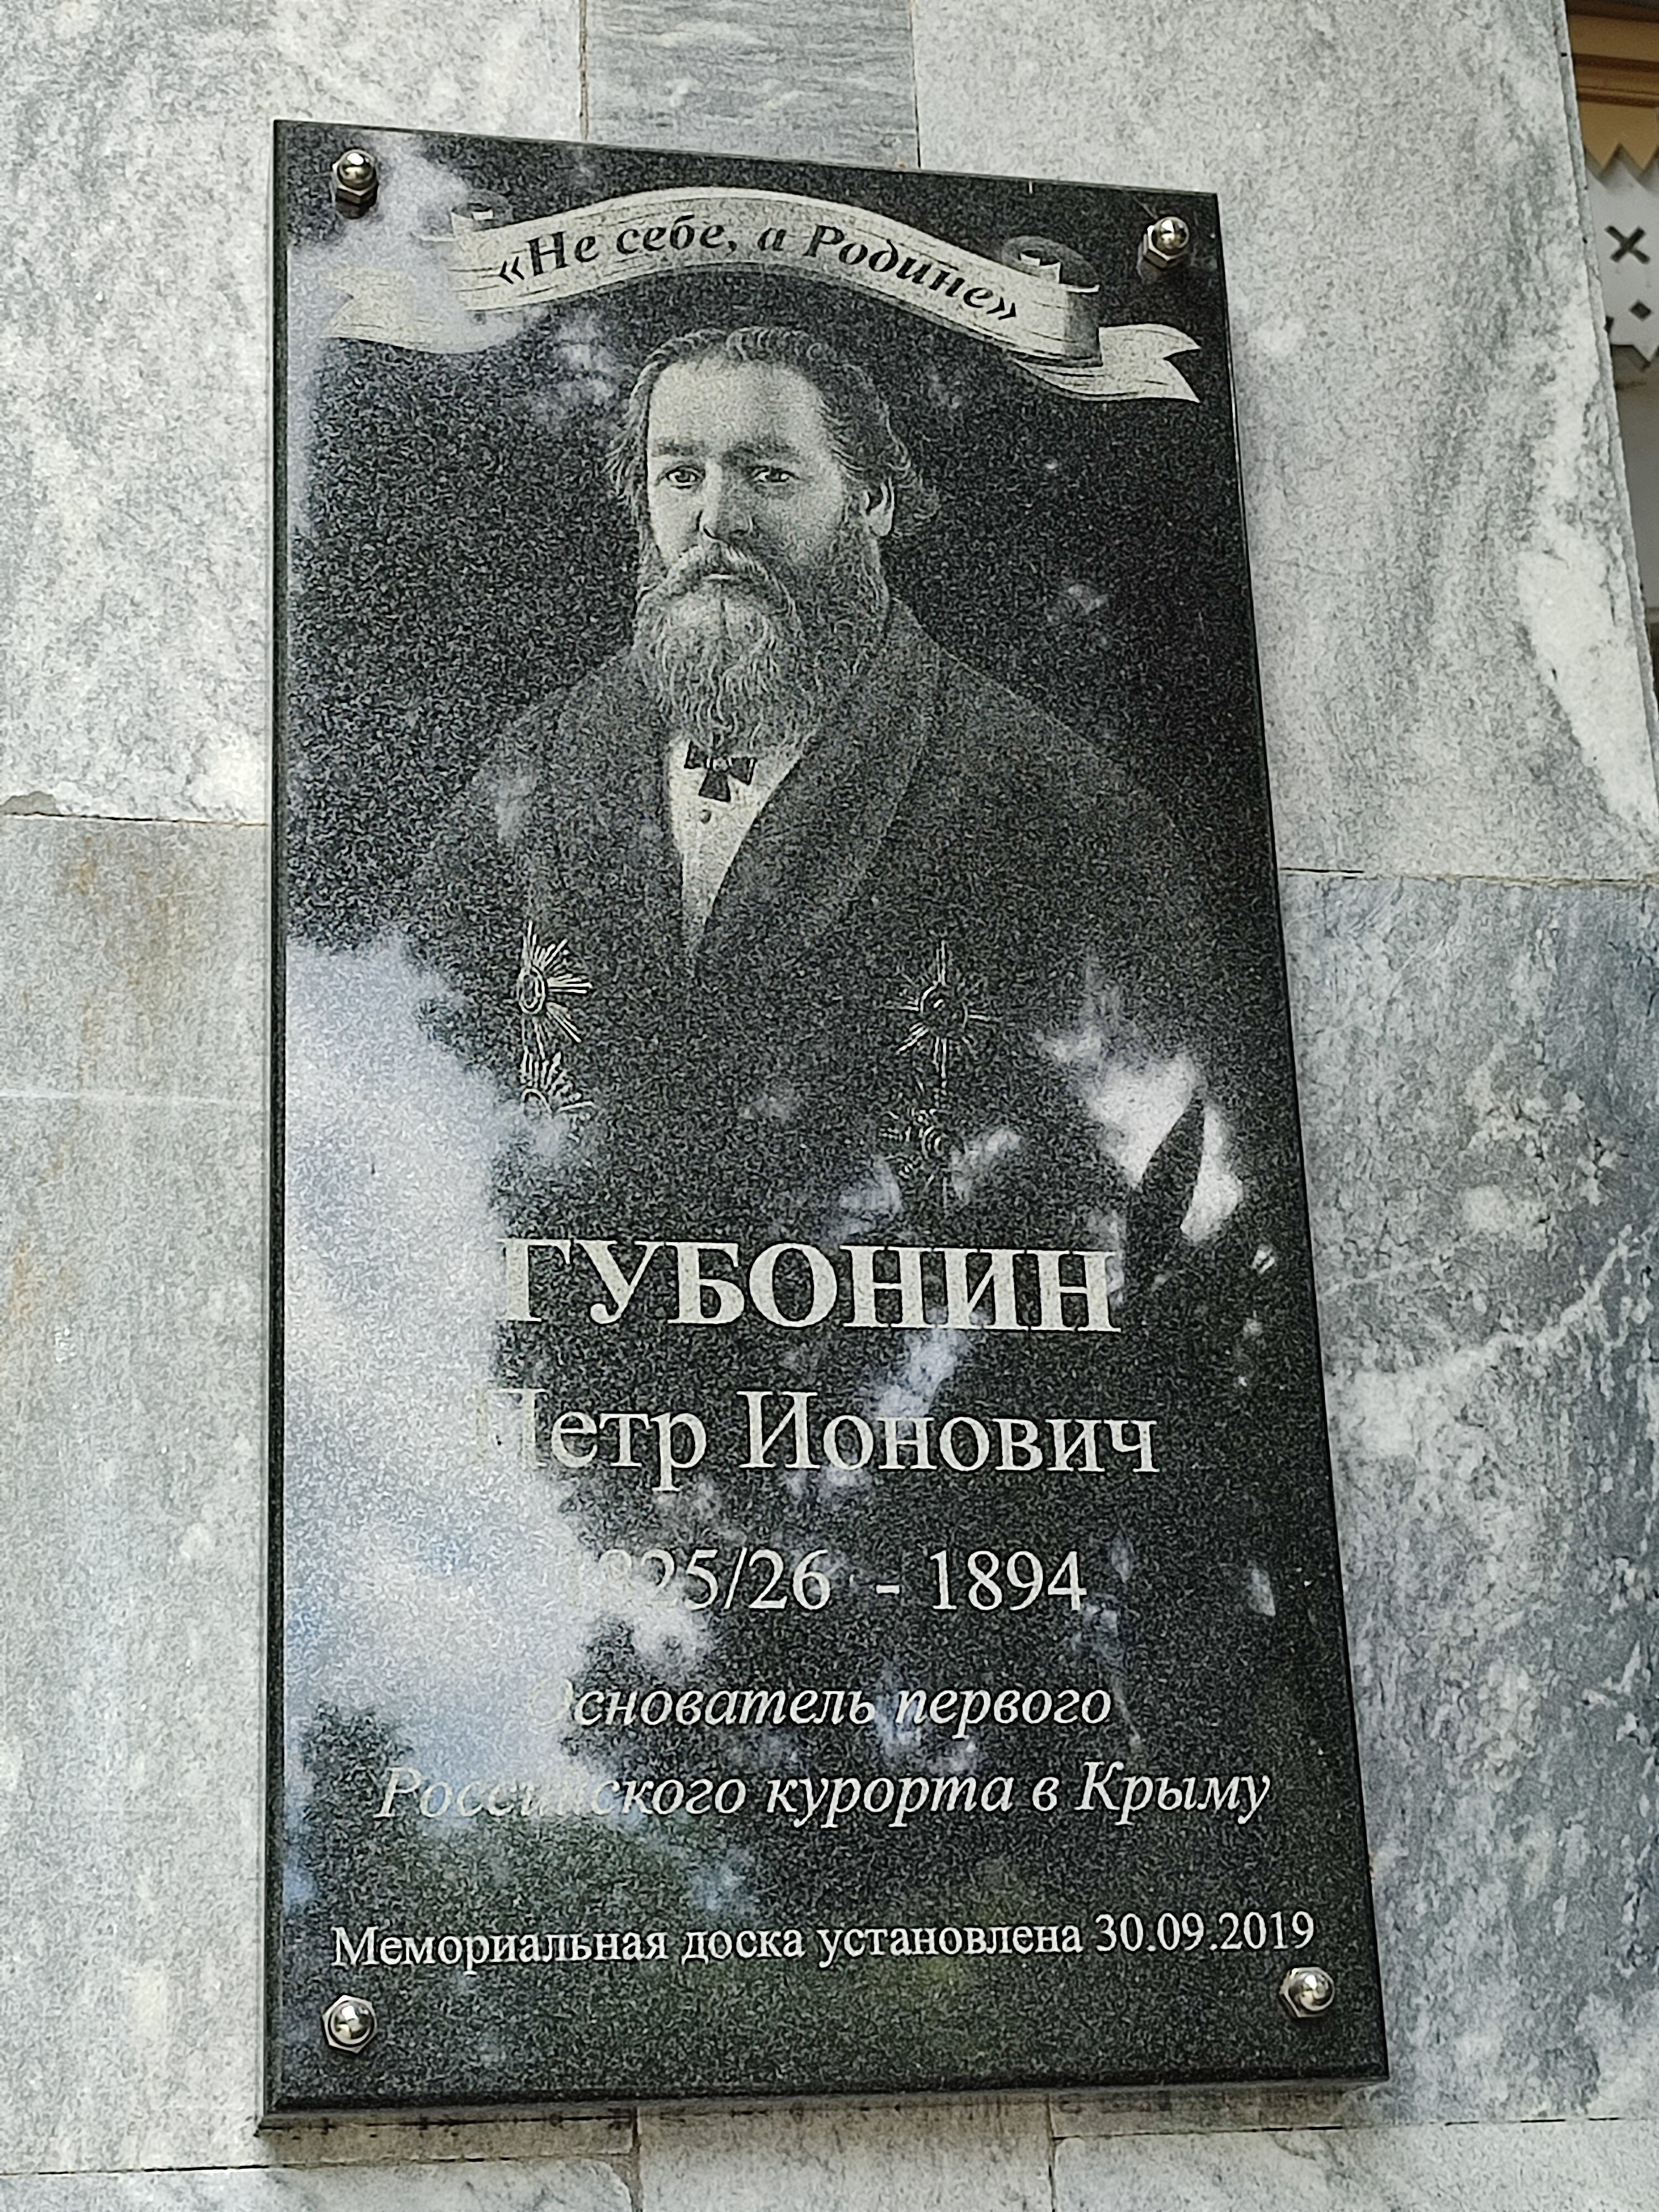 «Не себе, а Родине»
ГУБОНИН
Петр Ионович
1825/26 - 1894
Основатель первого
Российского курорта в Крыму
Мемориальная доска установлена 30.09.2019